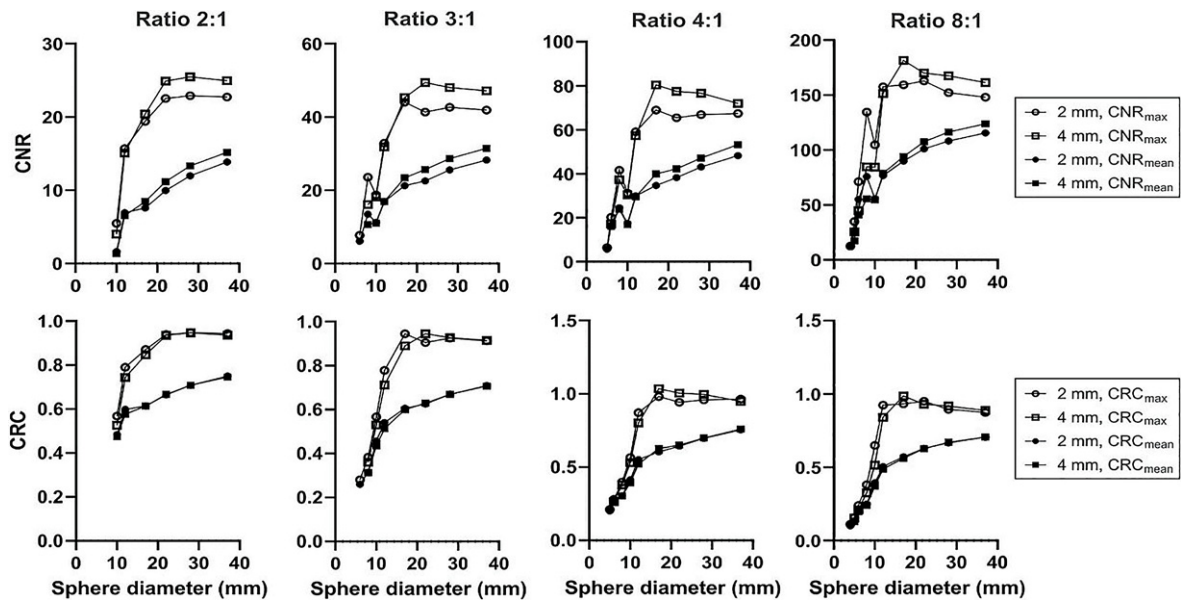 Ratio 2:1
Ratio 3:1
Ratio 4:1
Ratio 8:1
CNR
30
20
10
0
0 10 20 30 40
60
40
20
0
0 10 20 30 40
100
80
60
40
20
0
0 10 20 30 40
200
150
100
50
0
0 10 20 30 40
2 mm, CNRmax
4 mm, CNRmax
2 mm, CNRmean
4 mm, CNRmean
CRC
1.0
0.8
0.6
0.4
0.2
0.0
0 10 20 30 40
Sphere diameter (mm)
1.0
0.8
0.6
0.4
0.2
0.0
0 10 20 30 40
Sphere diameter (mm)
1.5
1.0
0.5
0.0
0 10 20 30 40
Sphere diameter (mm)
1.5
1.0
0.5
0.0
0 10 20 30 40
Sphere diameter (mm)
2 mm, CRCmax
4 mm, CRCmax
2 mm, CRCmean
4 mm, CRCmean